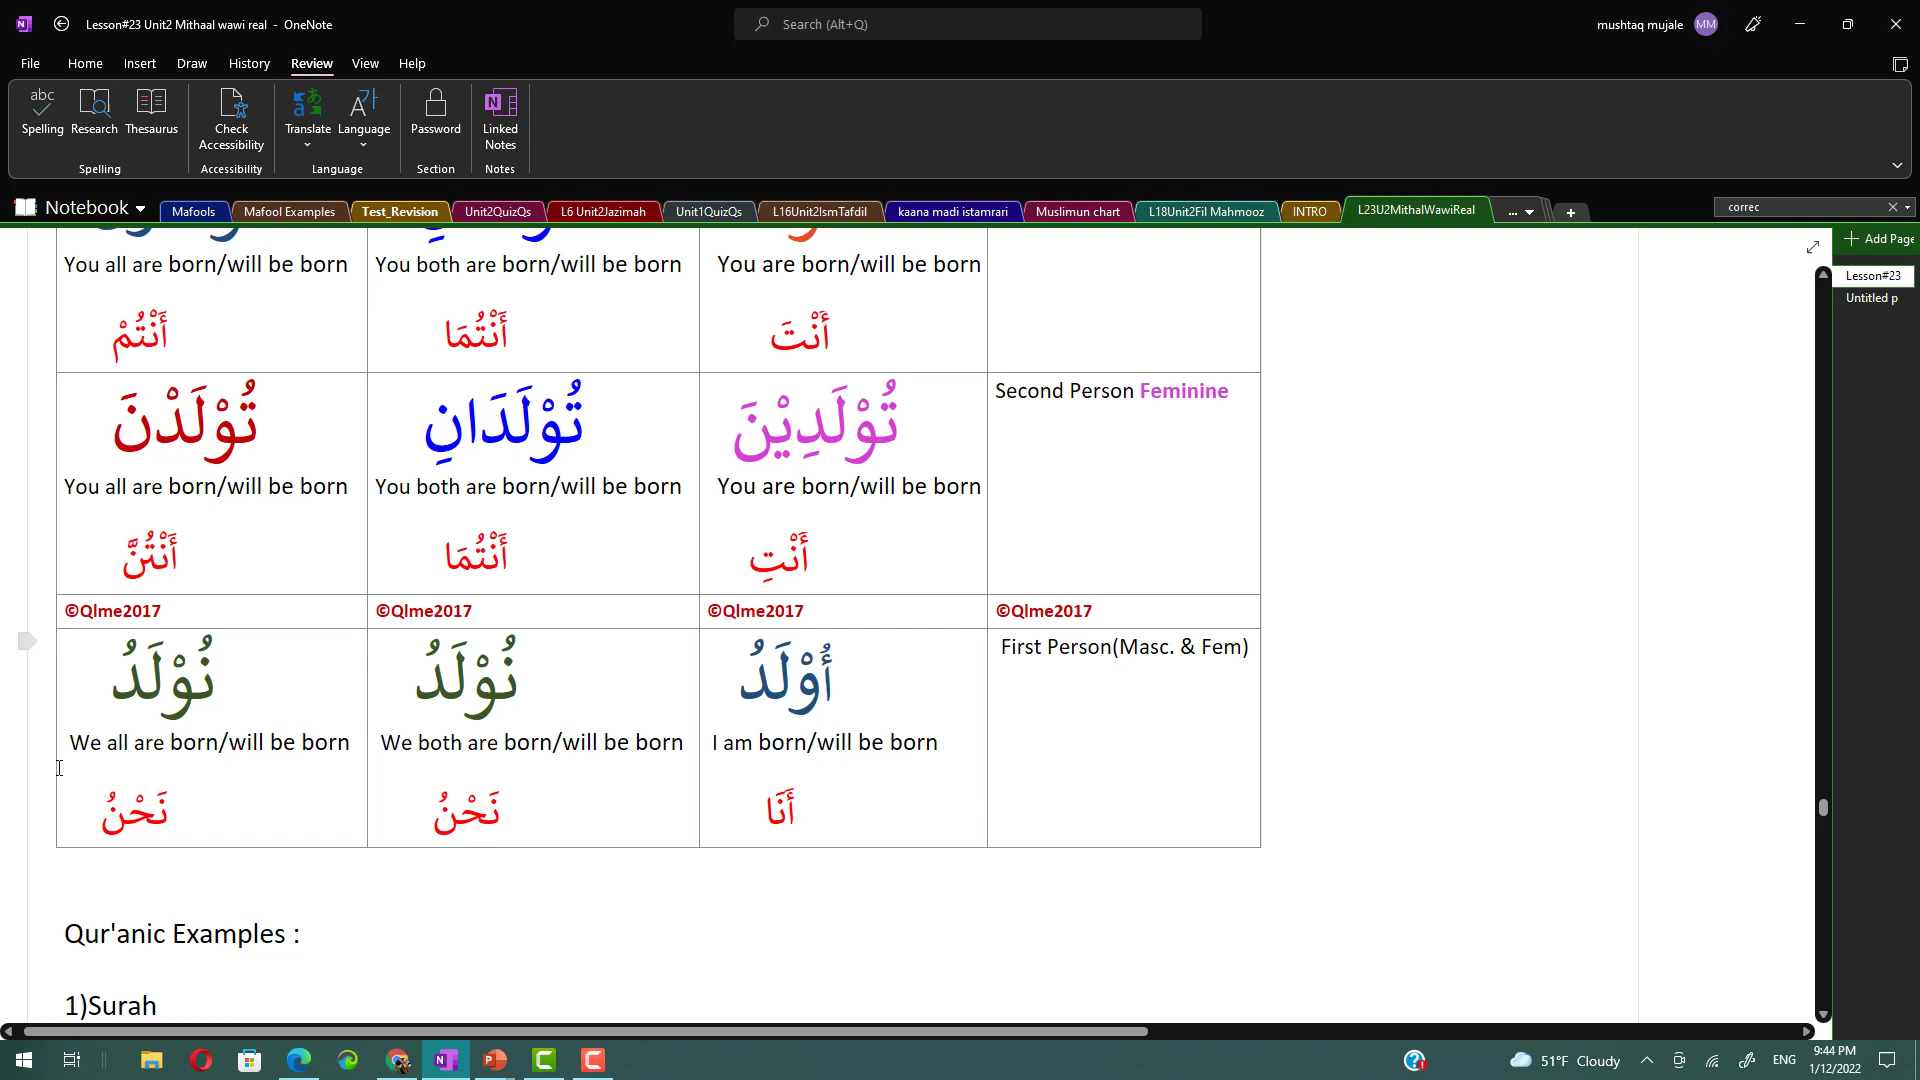 Lesson#23 Unit2 Mithaal wawi real - OneNote
Search (Alt+Q)
mushtaq mujale
MM
File Home Insert Draw History Review View Help
abc
Spelling Research Thesaurus
Check Accessibility
Translate Language
Password
Linked Notes
Spelling Accessibility Language Section Notes
Notebook
Mafools Mafool Examples Test_Revision Unit2QuizQs L6 Unit2Jazimah Unit1QuizQs L16Unit2IsmTafdil kaana madi istamrari Muslimun chart L18Unit2Fil Mahmooz INTRO L23U2MithalWawiReal ...
correc
Add Page
Lesson#23
Untitled p
You all are born/will be born You both are born/will be born You are born/will be born
أَنْتُمْ أَنْتُمَا أَنْتَ
تُوْلَدْنَ تُوْلَدَانِ تُوْلَدِيْنَ Second Person Feminine
You all are born/will be born You both are born/will be born You are born/will be born
أَنْتُنَّ أَنْتُمَا أَنْتِ
©Qlme2017 ©Qlme2017 ©Qlme2017 ©Qlme2017
نُوْلَدُ نُوْلَدُ أُوْلَدُ First Person(Masc. & Fem)
We all are born/will be born We both are born/will be born I am born/will be born
نَحْنُ نَحْنُ أَنَا
Qur'anic Examples :
1)Surah
51°F Cloudy
ENG
9:44 PM
1/12/2022